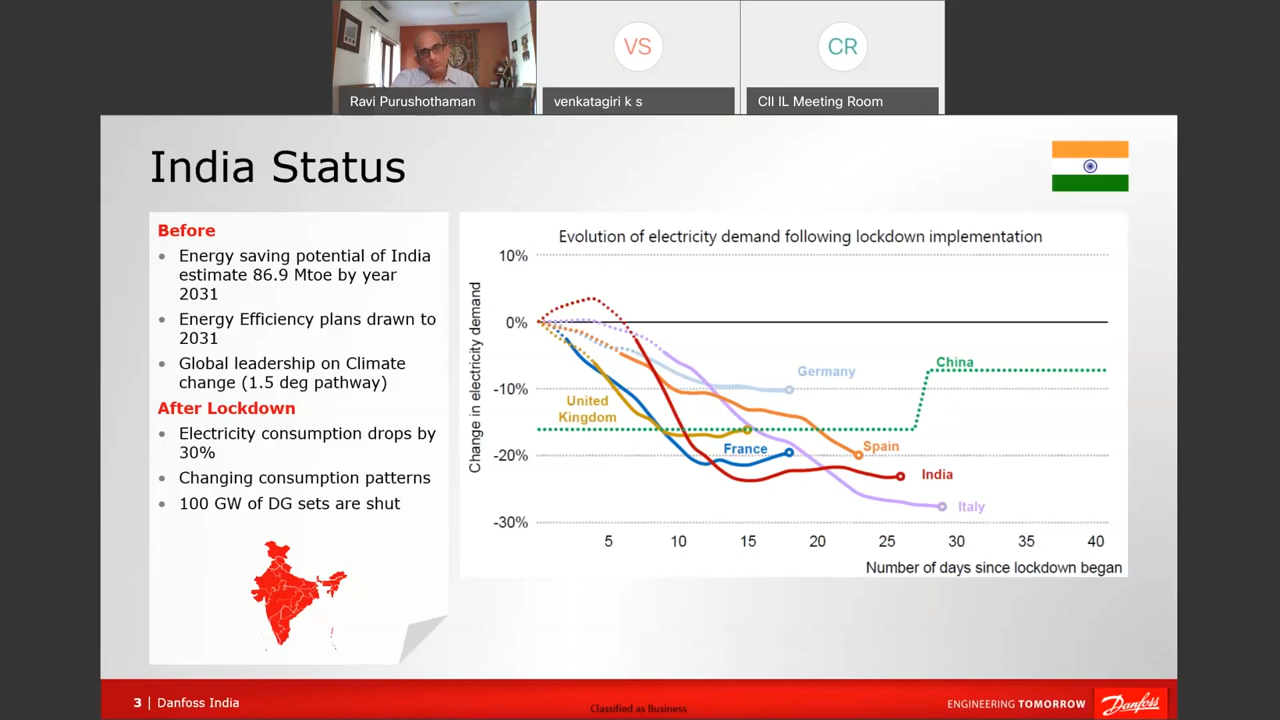 VS
CR
Ravi Purushothaman
venkatagiri k s
CII IL Meeting Room
India Status
Before
Energy saving potential of India
estimate 86.9 Mtoe by year
2031
Energy Efficiency plans drawn to
2031
Global leadership on Climate
change (1.5 deg pathway)
After Lockdown
Electricity consumption drops by
30%
Changing consumption patterns
100 GW of DG sets are shut
Evolution of electricity demand following lockdown implementation
Change in electricity demand
10%
0%
-10%
-20%
-30%
China
Germany
United
Kingdom
France
Spain
India
Italy
5 10 15 20 25 30 35 40
Number of days since lockdown began
3 | Danfoss India
Classified as Business
ENGINEERING TOMORROW
Danfoss